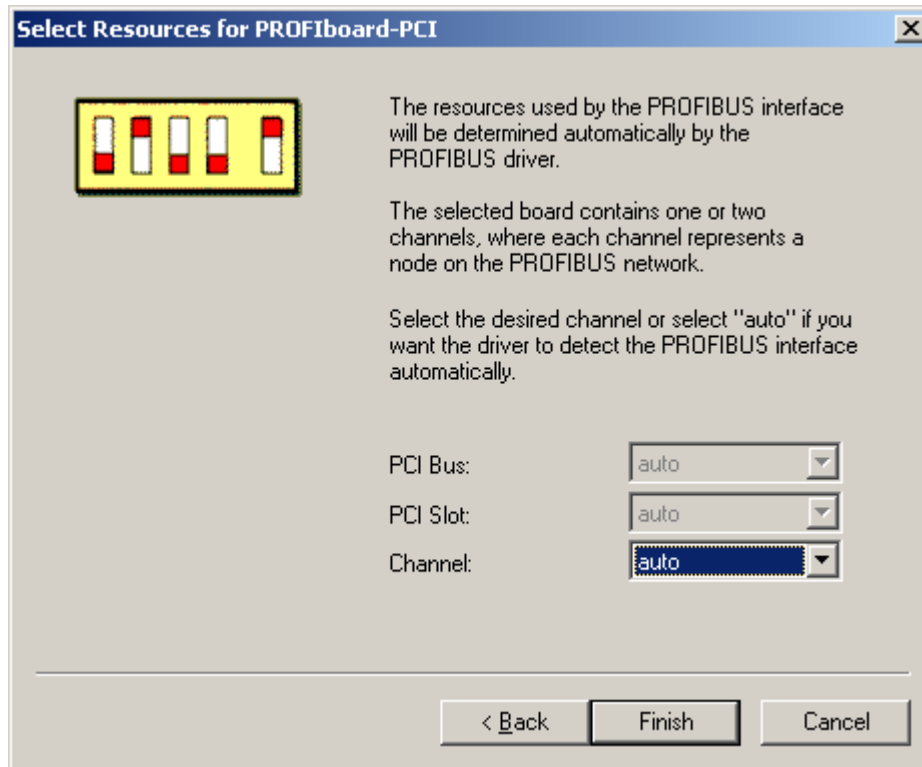 Select Resources for PROFIboard-PCI
The resources used by the PROFIBUS interface
will be determined automatically by the
PROFIBUS driver.
The selected board contains one or two
channels, where each channel represents a
node on the PROFIBUS network.
Select the desired channel or select "auto" if you
want the driver to detect the PROFIBUS interface
automatically.
PCI Bus: auto
PCI Slot: auto
Channel: auto
< Back Finish Cancel